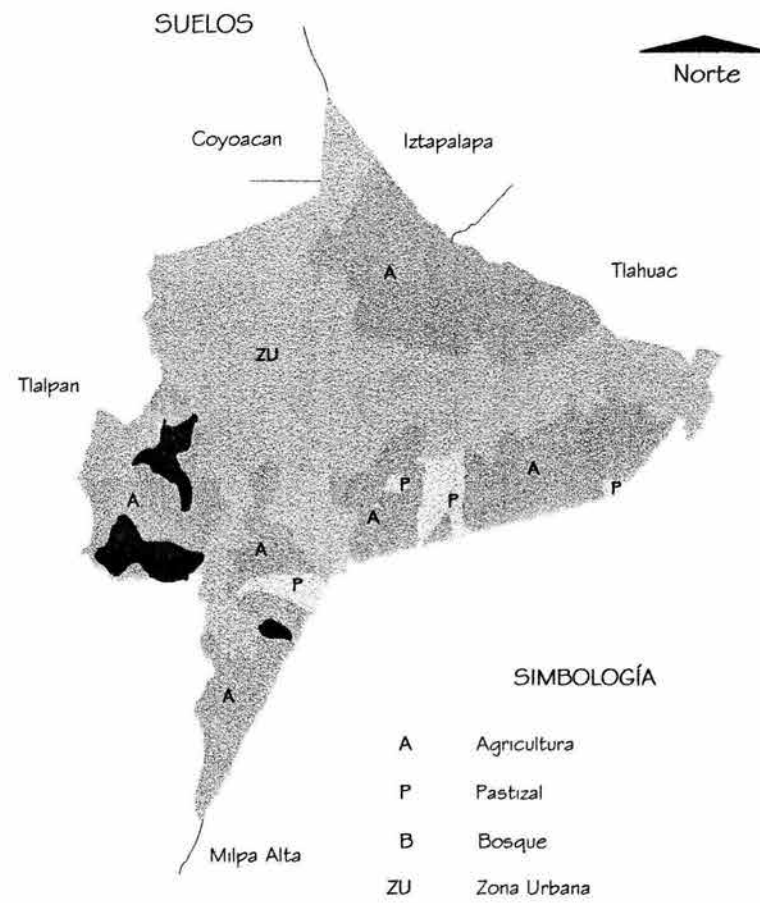 SUELOS
Norte
Coyoacan
Iztapalapa
A
Tlahuac
ZU
Tlalpan
A
P
A
P
P
A
A
P
A
SIMBOLOGÍA
A Agricultura
P Pastizal
B Bosque
ZU Zona Urbana
Milpa Alta